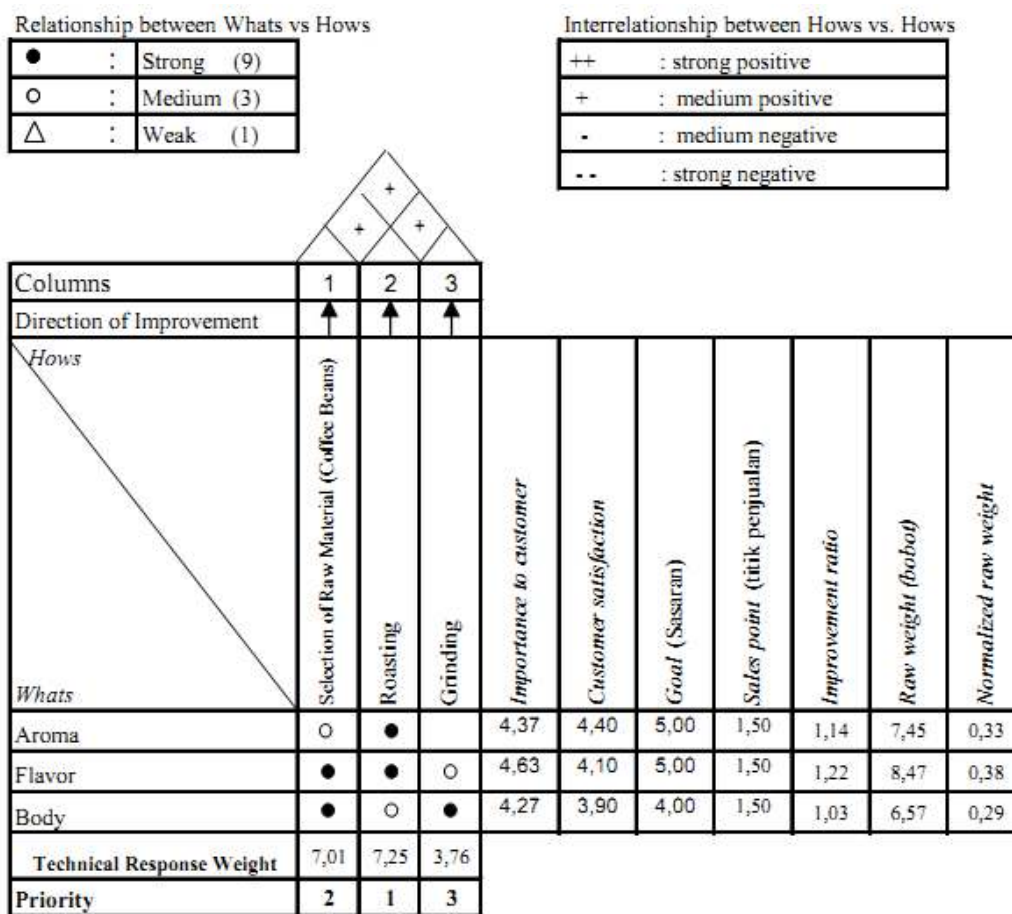 Relationship between Whats vs Hows
● : Strong (9)
○ : Medium (3)
△ : Weak (1)
Interrelationship between Hows vs. Hows
++ : strong positive
+ : medium positive
- : medium negative
- - : strong negative
+
+ +
Columns 1 2 3
Direction of Improvement
Hows
Whats
Selection of Raw Material (Coffee Beans)
Roasting
Grinding
Importance to customer
Customer satisfaction
Goal (Sasaran)
Sales point (titik penjualan)
Improvement ratio
Raw weight (bobot)
Normalized raw weight
Aroma ○ ● 4,37 4,40 5,00 1,50 1,14 7,45 0,33
Flavor ● ● ○ 4,63 4,10 5,00 1,50 1,22 8,47 0,38
Body ● ○ ● 4,27 3,90 4,00 1,50 1,03 6,57 0,29
Technical Response Weight 7,01 7,25 3,76
Priority 2 1 3